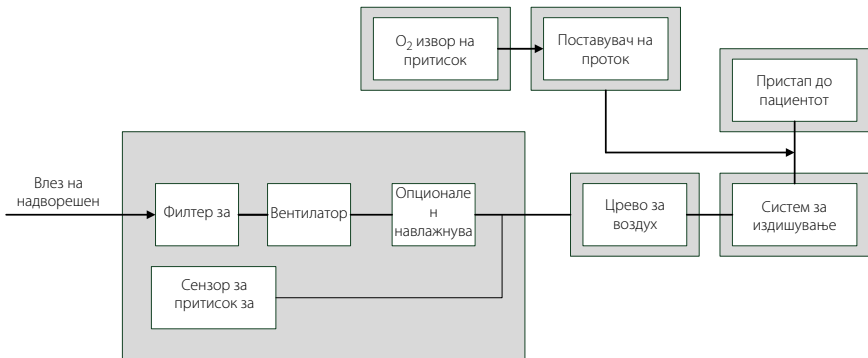 O₂ извор на
притисок
Поставувач на
проток
Пристап до
пациентот
Влез на
надворешен
Филтер за
Вентилатор
Опционале
н
навлажнува
Црево за
воздух
Систем за
издишување
Сензор за
притисок за